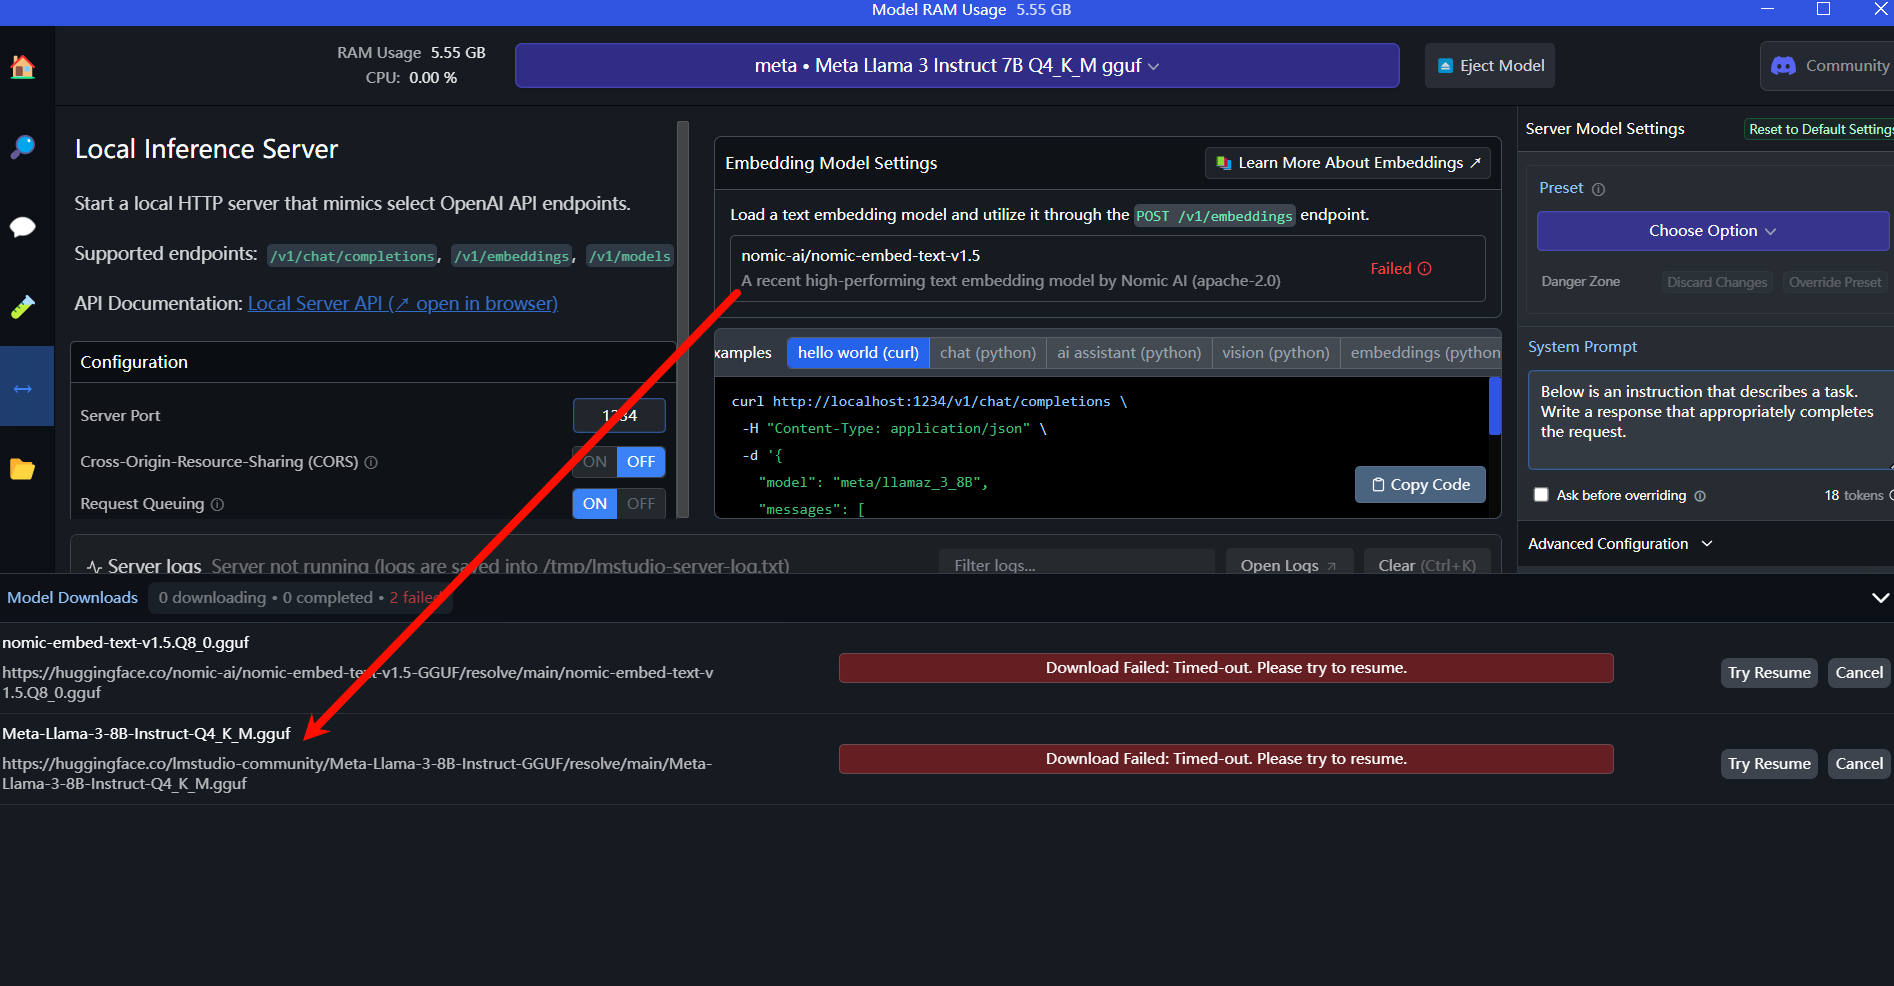 Model RAM Usage 5.55 GB
RAM Usage 5.55 GB
CPU: 0.00 %
meta • Meta Llama 3 Instruct 7B Q4_K_M gguf
Eject Model
Community
Local Inference Server
Start a local HTTP server that mimics select OpenAI API endpoints.
Supported endpoints: /v1/chat/completions, /v1/embeddings, /v1/models
API Documentation: Local Server API (↗ open in browser)
Configuration
Server Port 1234
Cross-Origin-Resource-Sharing (CORS) ON OFF
Request Queuing ON OFF
Embedding Model Settings
Learn More About Embeddings ↗
Load a text embedding model and utilize it through the POST /v1/embeddings endpoint.
nomic-ai/nomic-embed-text-v1.5
A recent high-performing text embedding model by Nomic AI (apache-2.0)
Failed
xamples hello world (curl) chat (python) ai assistant (python) vision (python) embeddings (python
curl http://localhost:1234/v1/chat/completions \
-H "Content-Type: application/json" \
-d '{
"model": "meta/llamaz_3_8B",
"messages": [
Copy Code
Server Model Settings
Reset to Default Settings
Preset
Choose Option
Danger Zone Discard Changes Override Preset
System Prompt
Below is an instruction that describes a task.
Write a response that appropriately completes
the request.
Ask before overriding 18 tokens
Advanced Configuration
Server logs Server not running (logs are saved into /tmp/lmstudio-server-log.txt)
Filter logs...
Open Logs ↗
Clear (Ctrl+K)
Model Downloads 0 downloading • 0 completed • 2 failed
nomic-embed-text-v1.5.Q8_0.gguf
https://huggingface.co/nomic-ai/nomic-embed-text-v1.5-GGUF/resolve/main/nomic-embed-text-v
1.5.Q8_0.gguf
Download Failed: Timed-out. Please try to resume.
Try Resume Cancel
Meta-Llama-3-8B-Instruct-Q4_K_M.gguf
https://huggingface.co/lmstudio-community/Meta-Llama-3-8B-Instruct-GGUF/resolve/main/Meta-
Llama-3-8B-Instruct-Q4_K_M.gguf
Download Failed: Timed-out. Please try to resume.
Try Resume Cancel